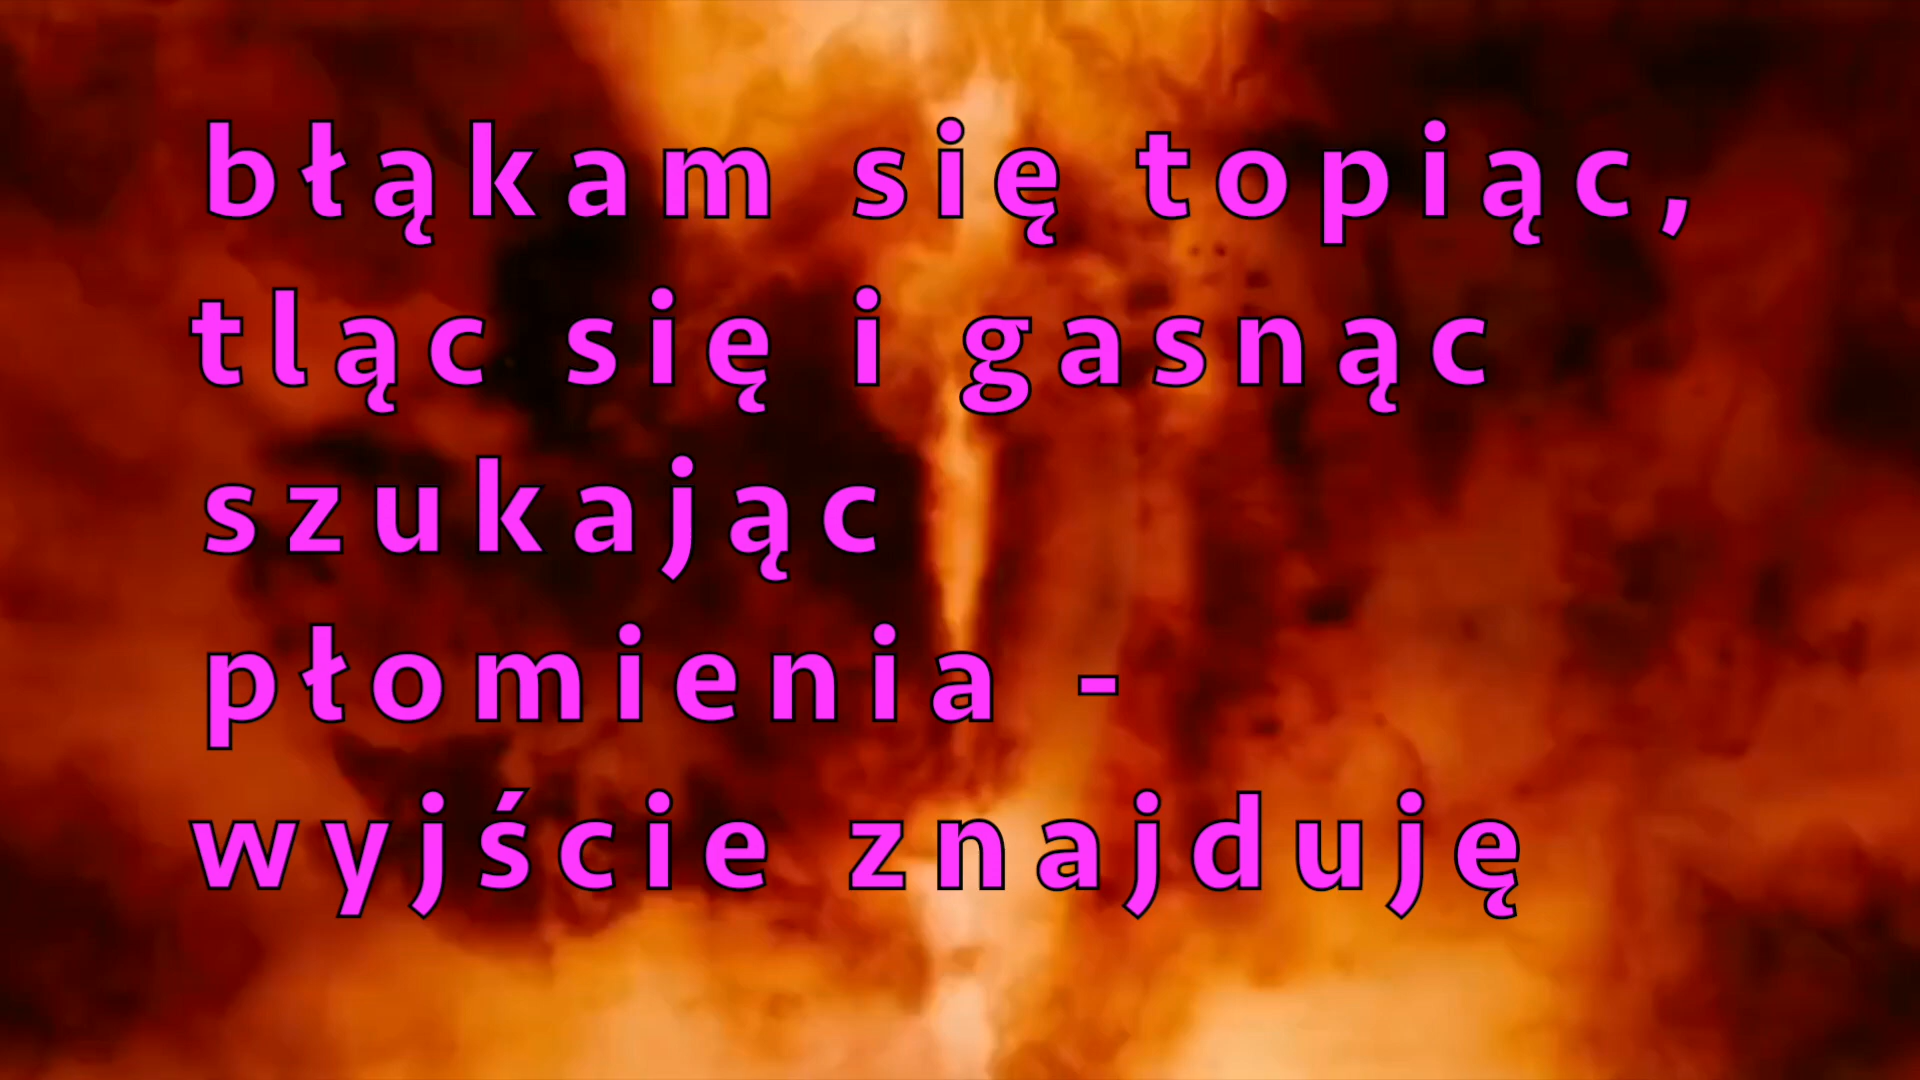 błąkam się topiąc,
tląc się i gasnąc
szukając
płomienia -
wyjście znajduję